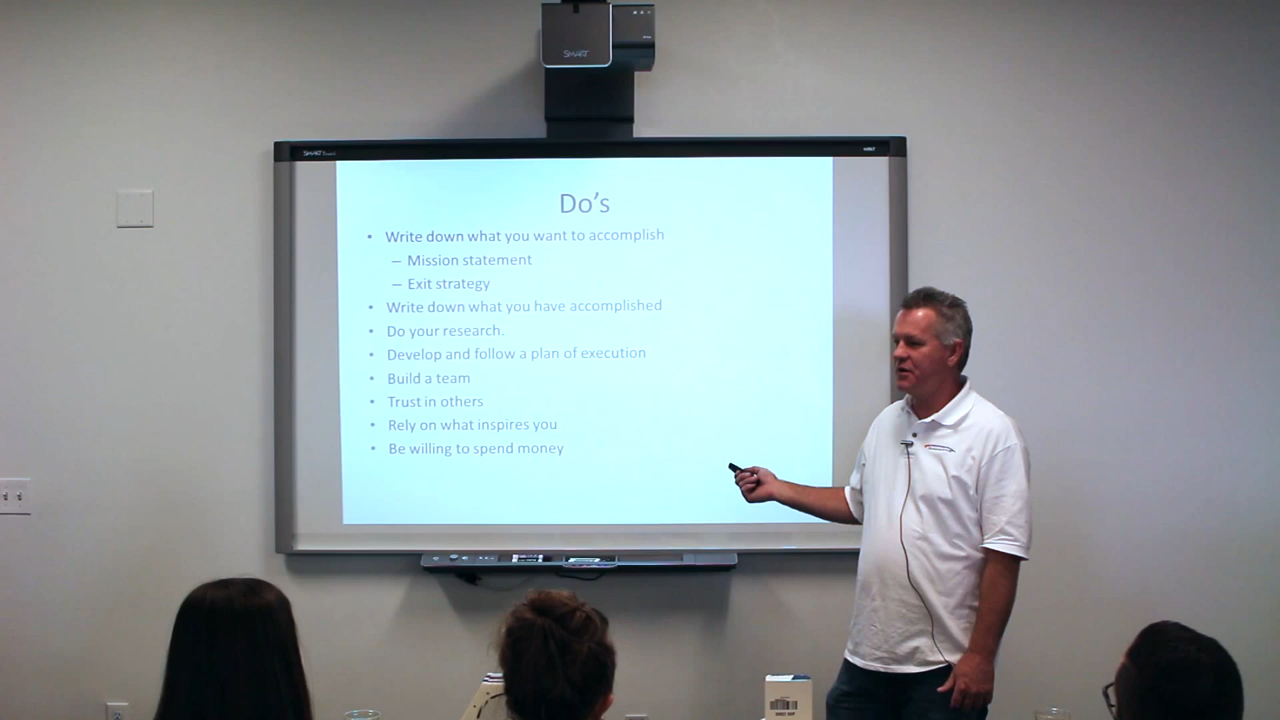 SMART
SMART
Do's
• Write down what you want to accomplish
– Mission statement
– Exit strategy
• Write down what you have accomplished
• Do your research.
• Develop and follow a plan of execution
• Build a team
• Trust in others
• Rely on what inspires you
• Be willing to spend money